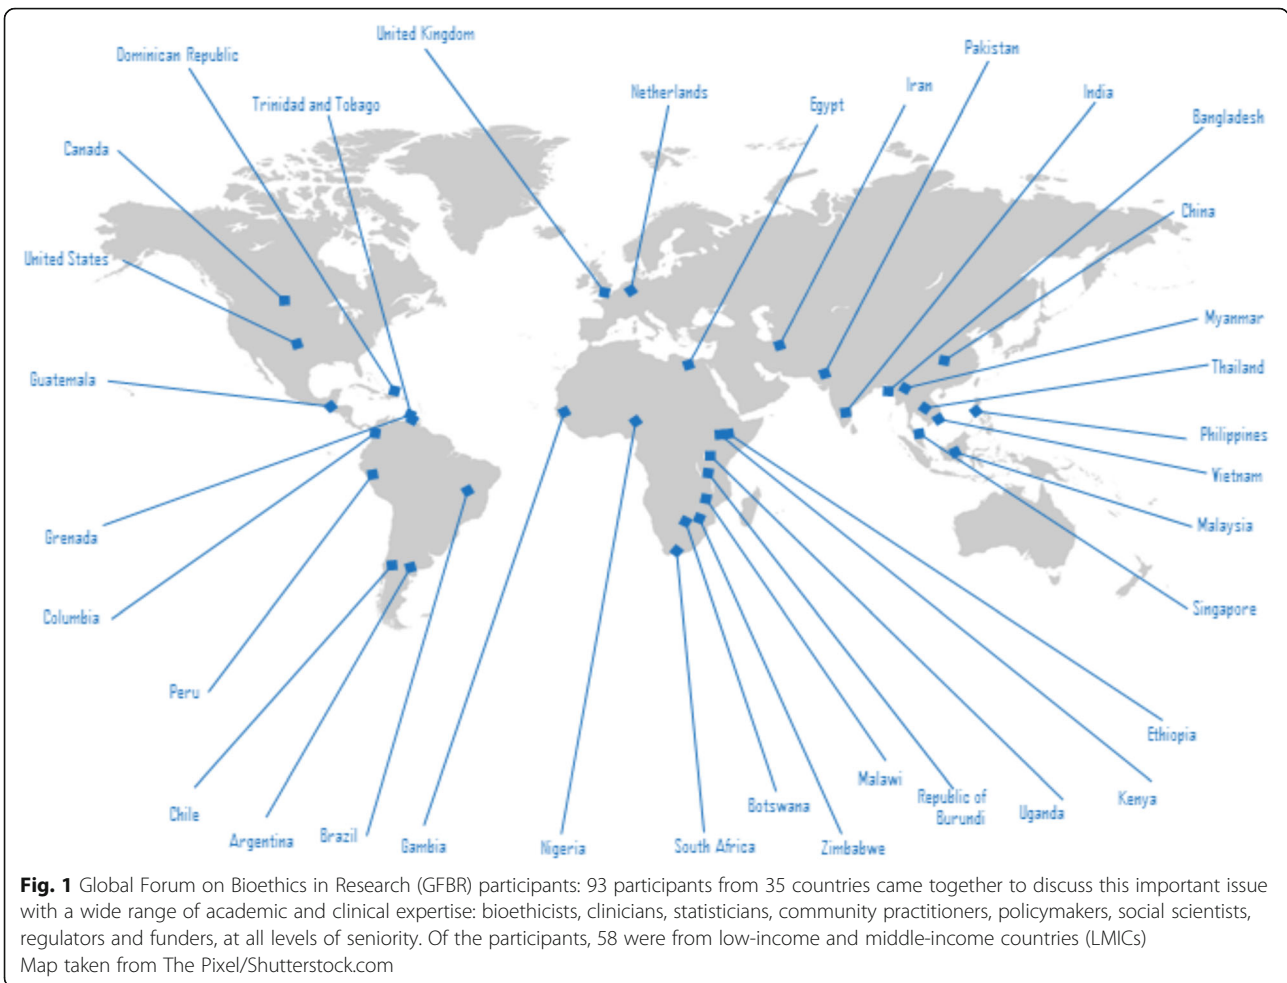 United Kingdom
Dominican Republic
Pakistan
Iran
Netherlands
India
Trinidad and Tobago
Egypt
Bangladesh
Canada
China
United States
Myanmar
Thailand
Guatemala
Philippines
Vietnam
Malaysia
Grenada
Singapore
Columbia
Peru
Ethiopia
Malawi
Kenya
Republic of
Burundi
Botswana
Uganda
Chile
Argentina
Brazil
Gambia
Nigeria
South Africa
Zimbabwe
Fig. 1 Global Forum on Bioethics in Research (GFBR) participants: 93 participants from 35 countries came together to discuss this important issue
with a wide range of academic and clinical expertise: bioethicists, clinicians, statisticians, community practitioners, policymakers, social scientists,
regulators and funders, at all levels of seniority. Of the participants, 58 were from low-income and middle-income countries (LMICs)
Map taken from The Pixel/Shutterstock.com